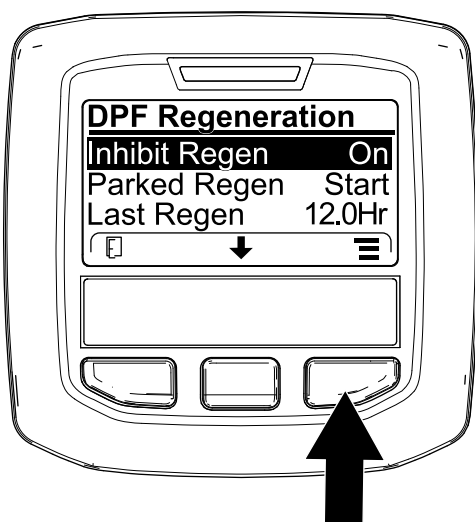 DPF Regeneration
Inhibit Regen On
Parked Regen Start
Last Regen 12.0Hr